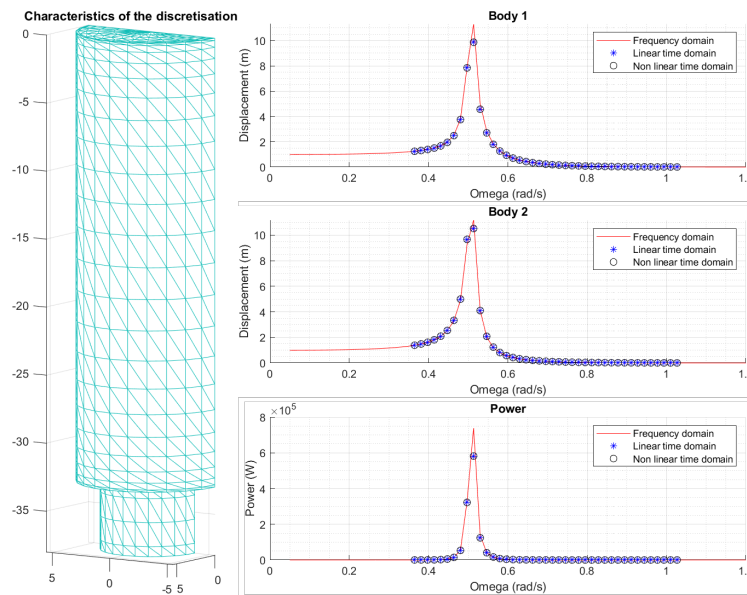 Characteristics of the discretisation
0
-5
-10
-15
-20
-25
-30
-35
5
0
-5
5
0
Body 1
Displacement (m)
10
8
6
4
2
0
Frequency domain
Linear time domain
Non linear time domain
0
0.2
0.4
0.6
0.8
1
1.
Omega (rad/s)
Body 2
Displacement (m)
10
8
6
4
2
0
Frequency domain
Linear time domain
Non linear time domain
0
0.2
0.4
0.6
0.8
1
1.
Omega (rad/s)
Power
×10^5
Power (W)
8
6
4
2
0
Frequency domain
Linear time domain
Non linear time domain
0
0.2
0.4
0.6
0.8
1
1.
Omega (rad/s)